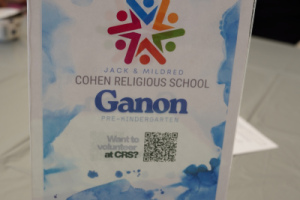 JACK & MILDRED
COHEN RELIGIOUS SCHOOL
Ganon
PRE-KINDERGARTEN
Want to
volunteer
at CRS?